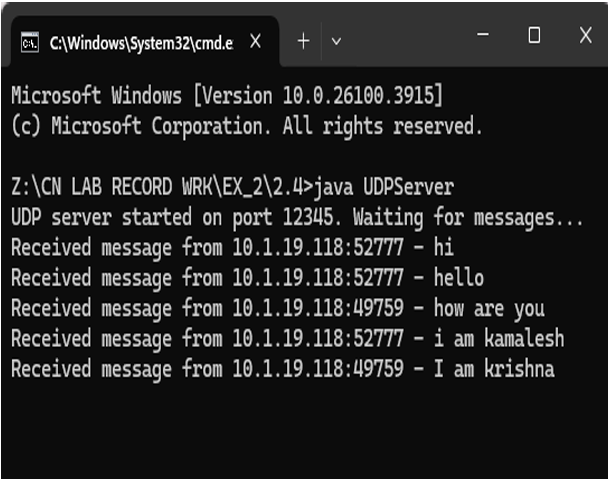 C:\Windows\System32\cmd.e
Microsoft Windows [Version 10.0.26100.3915]
(c) Microsoft Corporation. All rights reserved.
Z:\CN LAB RECORD WRK\EX_2\2.4>java UDPServer
UDP server started on port 12345. Waiting for messages...
Received message from 10.1.19.118:52777 - hi
Received message from 10.1.19.118:52777 - hello
Received message from 10.1.19.118:49759 - how are you
Received message from 10.1.19.118:52777 - i am kamalesh
Received message from 10.1.19.118:49759 - I am krishna